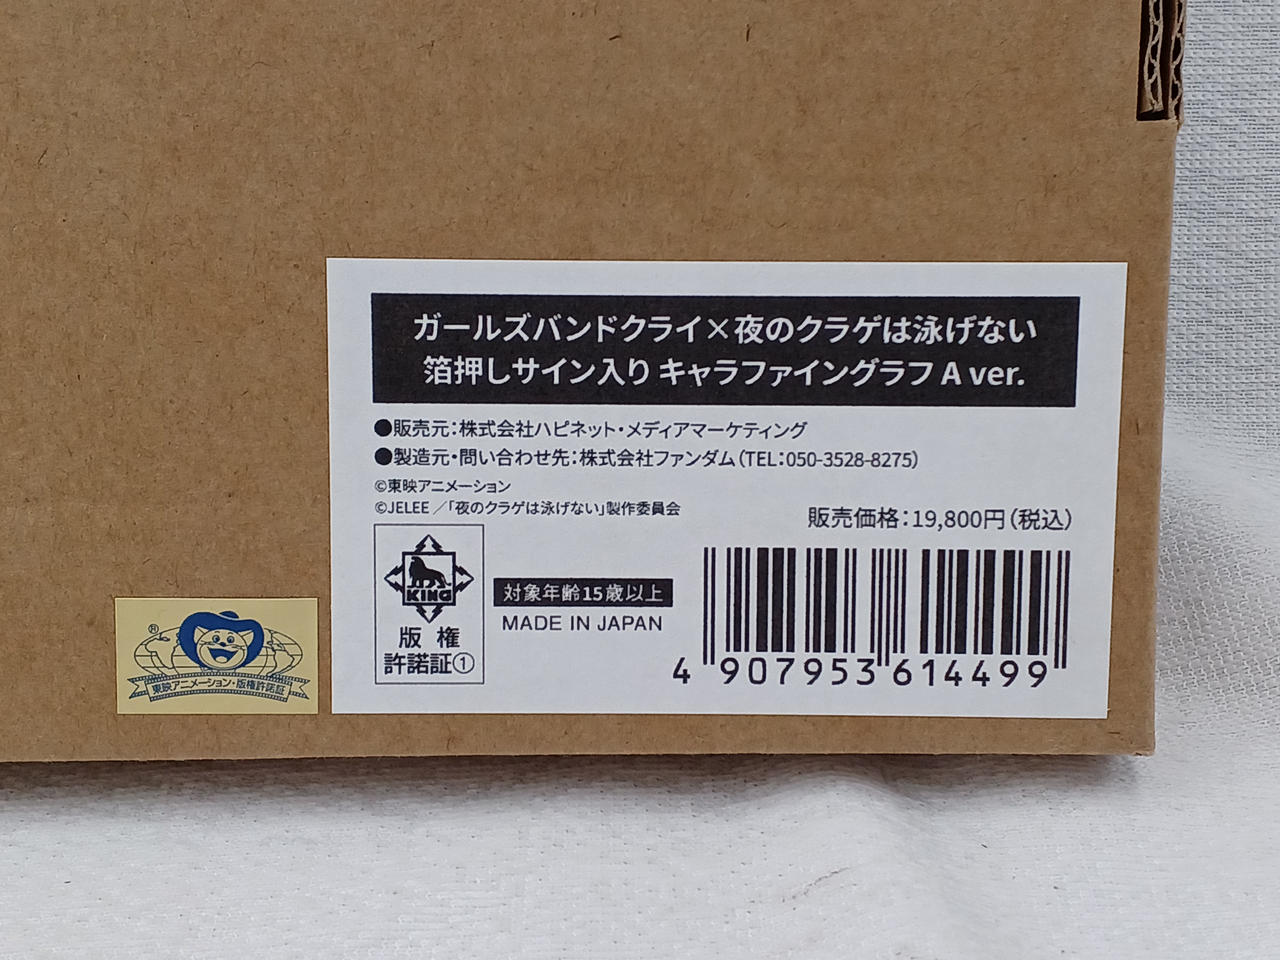 ガールズバンドクライ×夜のクラゲは泳げない
箔押しサイン入り キャラファイングラフ A ver.
●販売元：株式会社ハピネット・メディアマーケティング
●製造元・問い合わせ先：株式会社ファンダム（TEL：050-3528-8275）
©東映アニメーション
©JELEE／「夜のクラゲは泳げない」製作委員会
販売価格：19,800円（税込）
KING
版権
許諾証①
対象年齢15歳以上
MADE IN JAPAN
4 907953 614499
®
東映アニメーション・版権許諾証